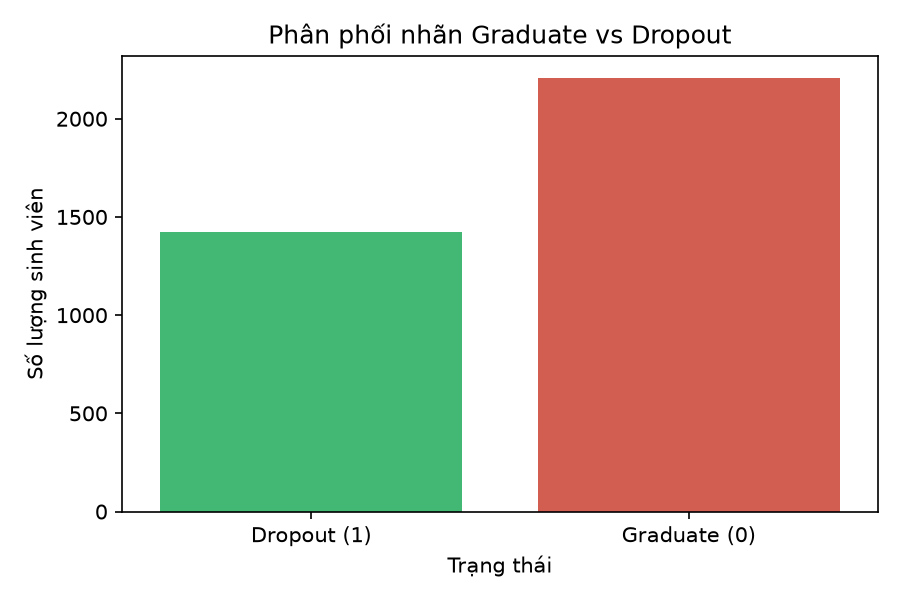 Phân phối nhãn Graduate vs Dropout
Số lượng sinh viên
2000
1500
1000
500
0
Dropout (1)
Graduate (0)
Trạng thái